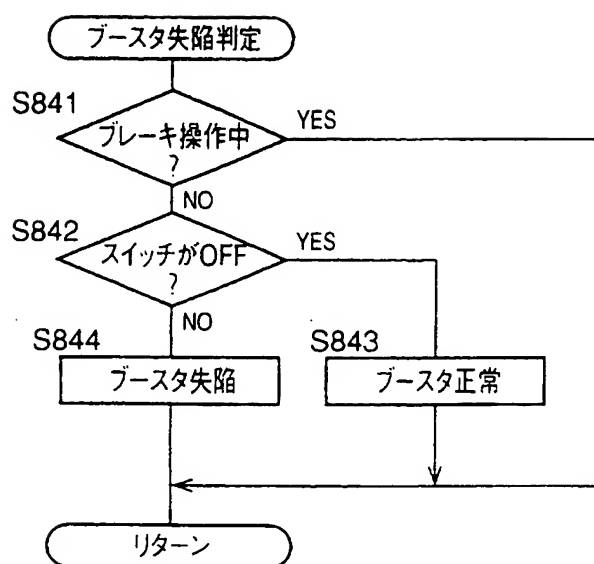 ブースタ失陥判定
S841
ブレーキ操作中
?
YES
NO
S842
スイッチがOFF
?
YES
NO
S844
ブースタ失陥
S843
ブースタ正常
リターン